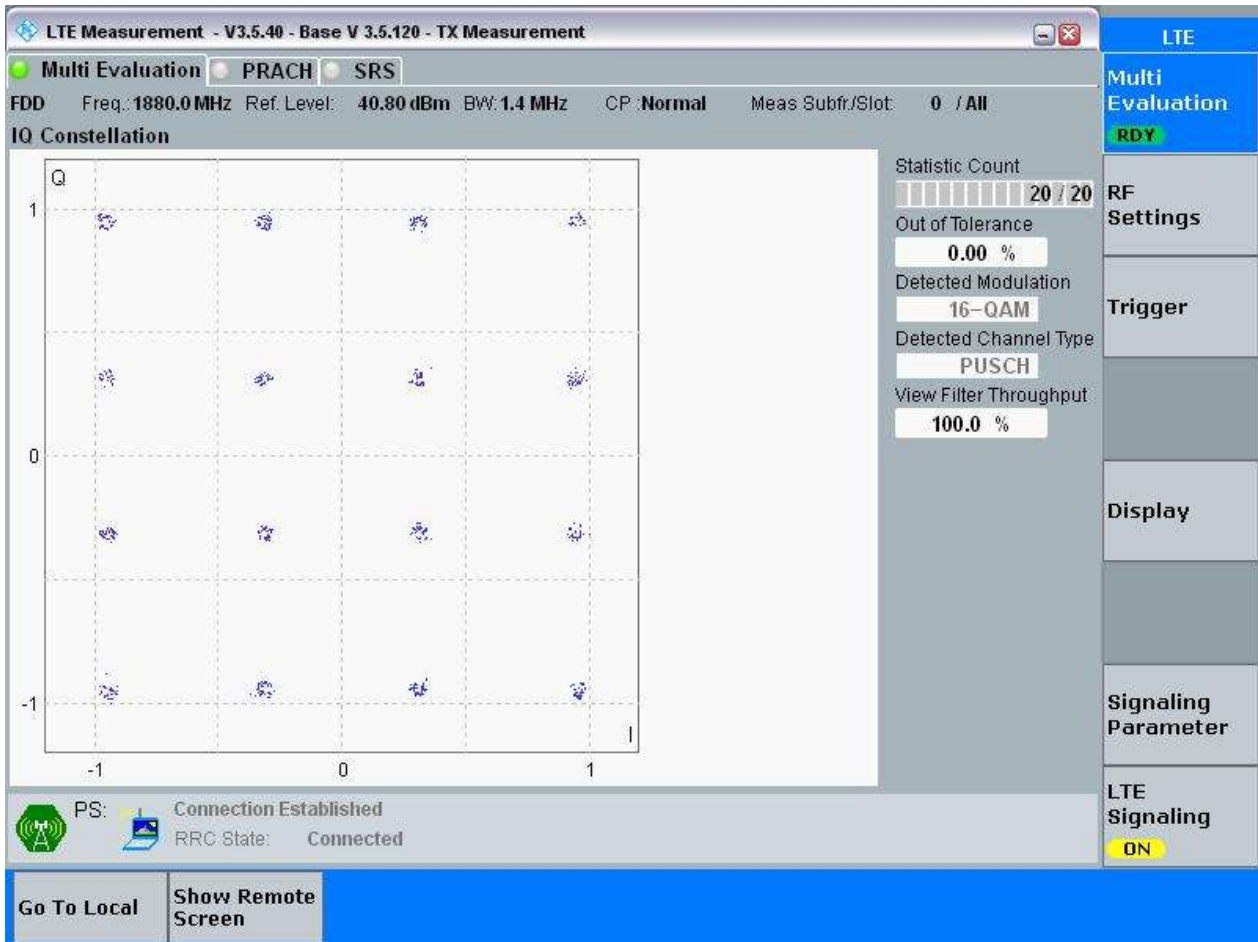 LTE Measurement - V3.5.40 - Base V 3.5.120 - TX Measurement
LTE
Multi Evaluation PRACH SRS
Multi
Evaluation
RDY
FDD Freq.: 1880.0 MHz Ref. Level: 40.80 dBm BW: 1.4 MHz CP : Normal Meas Subfr./Slot: 0 / All
IQ Constellation
Q
1
0
-1
I
-1 0 1
Statistic Count
20 / 20
Out of Tolerance
0.00 %
Detected Modulation
16-QAM
Detected Channel Type
PUSCH
View Filter Throughput
100.0 %
RF
Settings
Trigger
Display
Signaling
Parameter
LTE
Signaling
ON
PS: Connection Established
RRC State: Connected
Go To Local
Show Remote
Screen